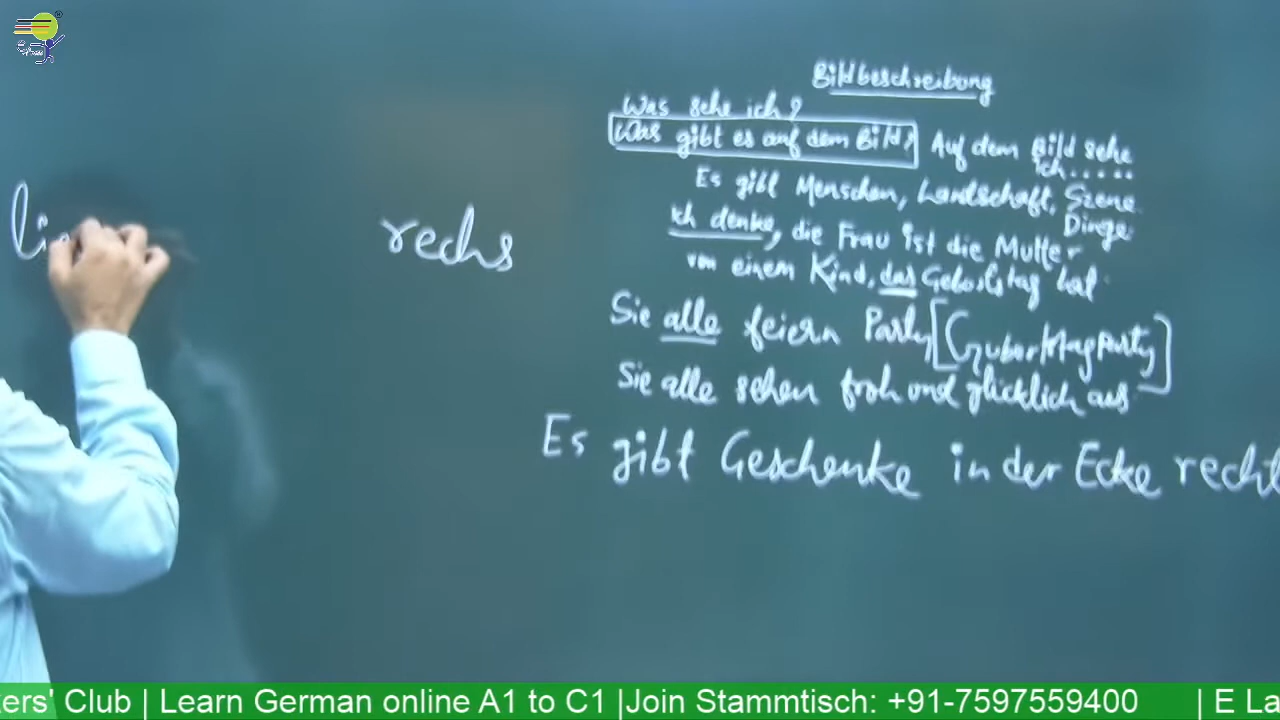 Bildbeschreibung
Was sehe ich?
Was gibt es auf dem Bild? Auf dem Bild sehe
ich.....
Es gibt Menschen, Landschaft, Szene
Dinge
Ich denke, die Frau ist die Mutter
von einem Kind, das Geburtstag hat.
Sie alle feiern Party [Geburtstagparty]
Sie alle sehen froh und glücklich aus
Es gibt Geschenke in der Ecke recht
li
rechs
ers' Club | Learn German online A1 to C1 |Join Stammtisch: +91-7597559400 | E La